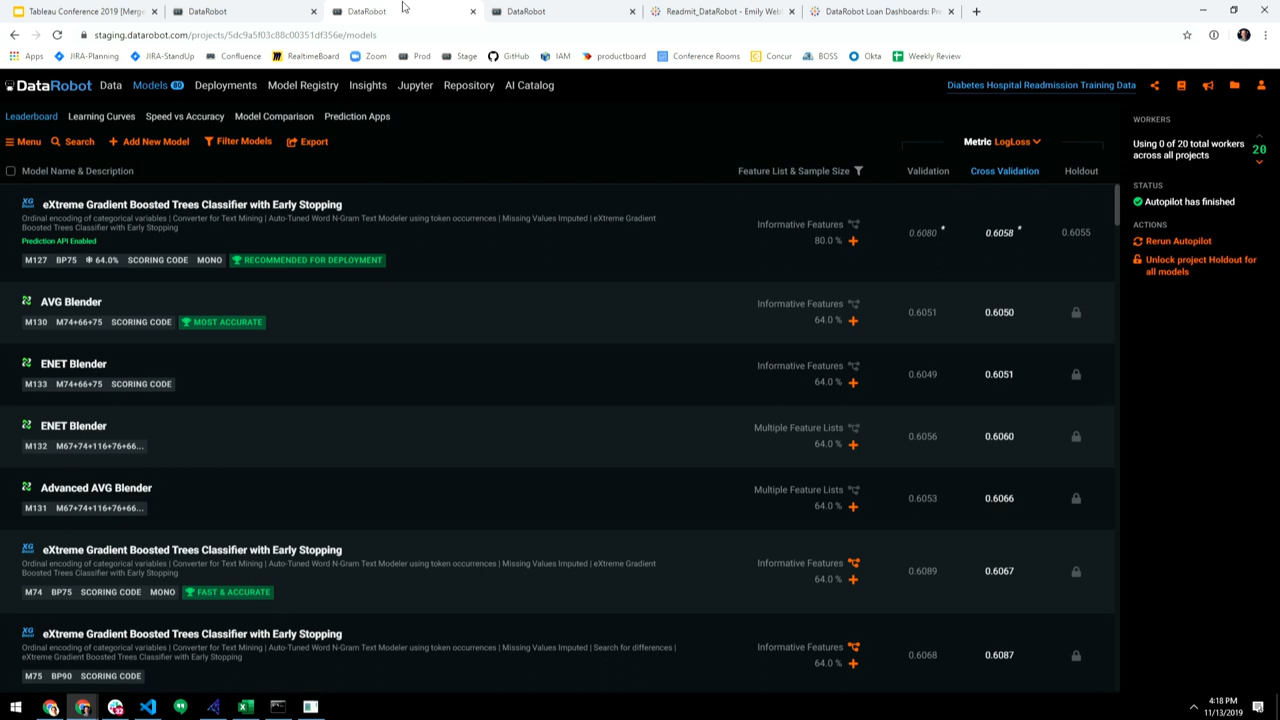 Tableau Conference 2019 [Merge
DataRobot
DataRobot
DataRobot
Readmit_DataRobot - Emily Web
DataRobot Loan Dashboards: Pre
staging.datarobot.com/projects/5dc9a5f03c88c00351df356e/models
Apps
JIRA-Planning
JIRA-StandUp
Confluence
RealtimeBoard
Zoom
Prod
Stage
GitHub
IAM
productboard
Conference Rooms
Concur
BOSS
Okta
Weekly Review
DataRobot
Data
Models 80
Deployments
Model Registry
Insights
Jupyter
Repository
AI Catalog
Diabetes Hospital Readmission Training Data
Leaderboard
Learning Curves
Speed vs Accuracy
Model Comparison
Prediction Apps
Menu
Search
Add New Model
Filter Models
Export
Metric LogLoss
Model Name & Description
Feature List & Sample Size
Validation
Cross Validation
Holdout
XG eXtreme Gradient Boosted Trees Classifier with Early Stopping
Ordinal encoding of categorical variables | Converter for Text Mining | Auto-Tuned Word N-Gram Text Modeler using token occurrences | Missing Values Imputed | eXtreme Gradient
Boosted Trees Classifier with Early Stopping
Prediction API Enabled
M127 BP75 64.0% SCORING CODE MONO RECOMMENDED FOR DEPLOYMENT
Informative Features
80.0 %
0.6080 *
0.6058 *
0.6055
AVG Blender
M130 M74+66+75 SCORING CODE MOST ACCURATE
Informative Features
64.0 %
0.6051
0.6050
ENET Blender
M133 M74+66+75 SCORING CODE
Informative Features
64.0 %
0.6049
0.6051
ENET Blender
M132 M67+74+116+76+66...
Multiple Feature Lists
64.0 %
0.6056
0.6060
Advanced AVG Blender
M131 M67+74+116+76+66...
Multiple Feature Lists
64.0 %
0.6053
0.6066
XG eXtreme Gradient Boosted Trees Classifier with Early Stopping
Ordinal encoding of categorical variables | Converter for Text Mining | Auto-Tuned Word N-Gram Text Modeler using token occurrences | Missing Values Imputed | eXtreme Gradient
Boosted Trees Classifier with Early Stopping
M74 BP75 SCORING CODE MONO FAST & ACCURATE
Informative Features
64.0 %
0.6089
0.6067
XG eXtreme Gradient Boosted Trees Classifier with Early Stopping
Ordinal encoding of categorical variables | Converter for Text Mining | Auto-Tuned Word N-Gram Text Modeler using token occurrences | Missing Values Imputed | Search for differences |
eXtreme Gradient Boosted Trees Classifier with Early Stopping
M75 BP90 SCORING CODE
Informative Features
64.0 %
0.6068
0.6087
WORKERS
Using 0 of 20 total workers
across all projects
20
STATUS
Autopilot has finished
ACTIONS
Rerun Autopilot
Unlock project Holdout for
all models
4:18 PM
11/13/2019